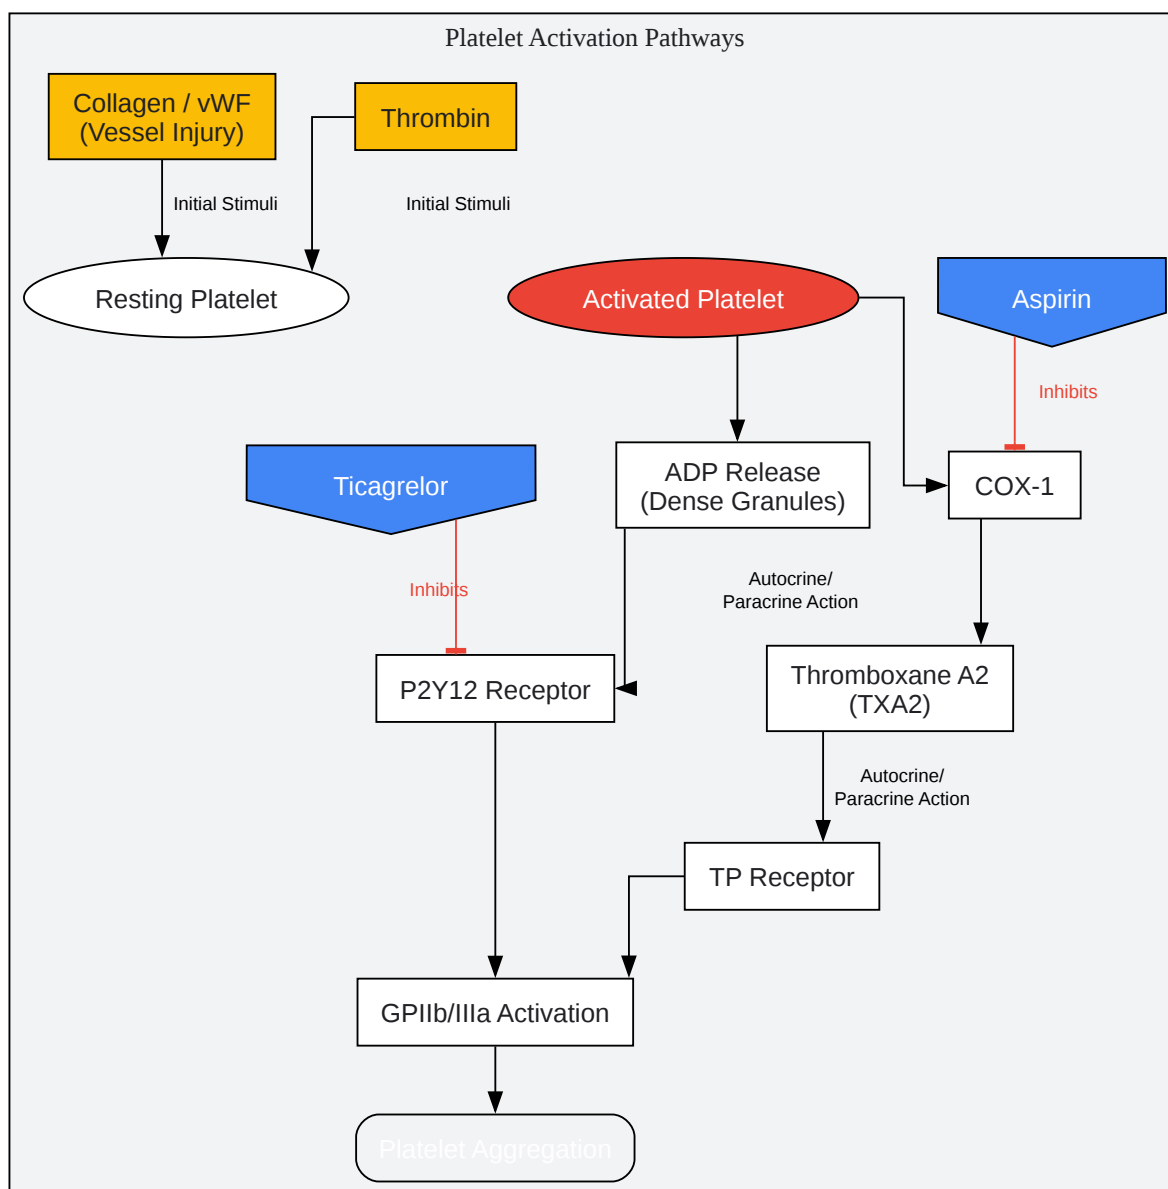 Platelet Activation Pathways
Collagen / vWF
(Vessel Injury)
Thrombin
Initial Stimuli
Initial Stimuli
Resting Platelet
Activated Platelet
Aspirin
Inhibits
Ticagrelor
ADP Release
(Dense Granules)
COX-1
Inhibits
Autocrine/
Paracrine Action
P2Y12 Receptor
Thromboxane A2
(TXA2)
Autocrine/
Paracrine Action
TP Receptor
GPIIb/IIIa Activation
Platelet Aggregation